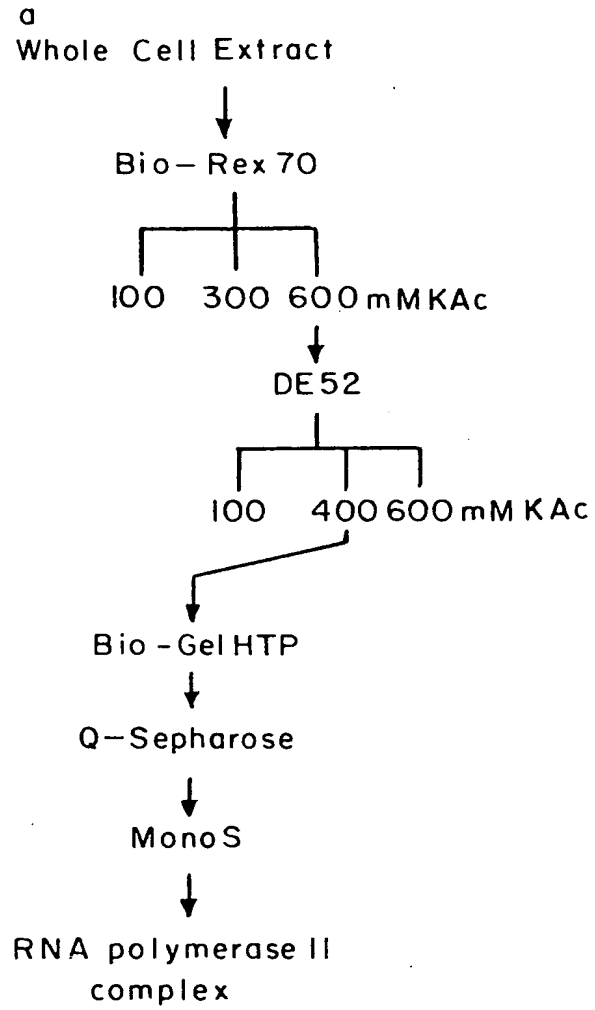 a
Whole Cell Extract
Bio-Rex 70
100 300 600 mM KAc
DE52
100 400 600 mM KAc
Bio-Gel HTP
Q-Sepharose
Mono S
RNA polymerase II
complex